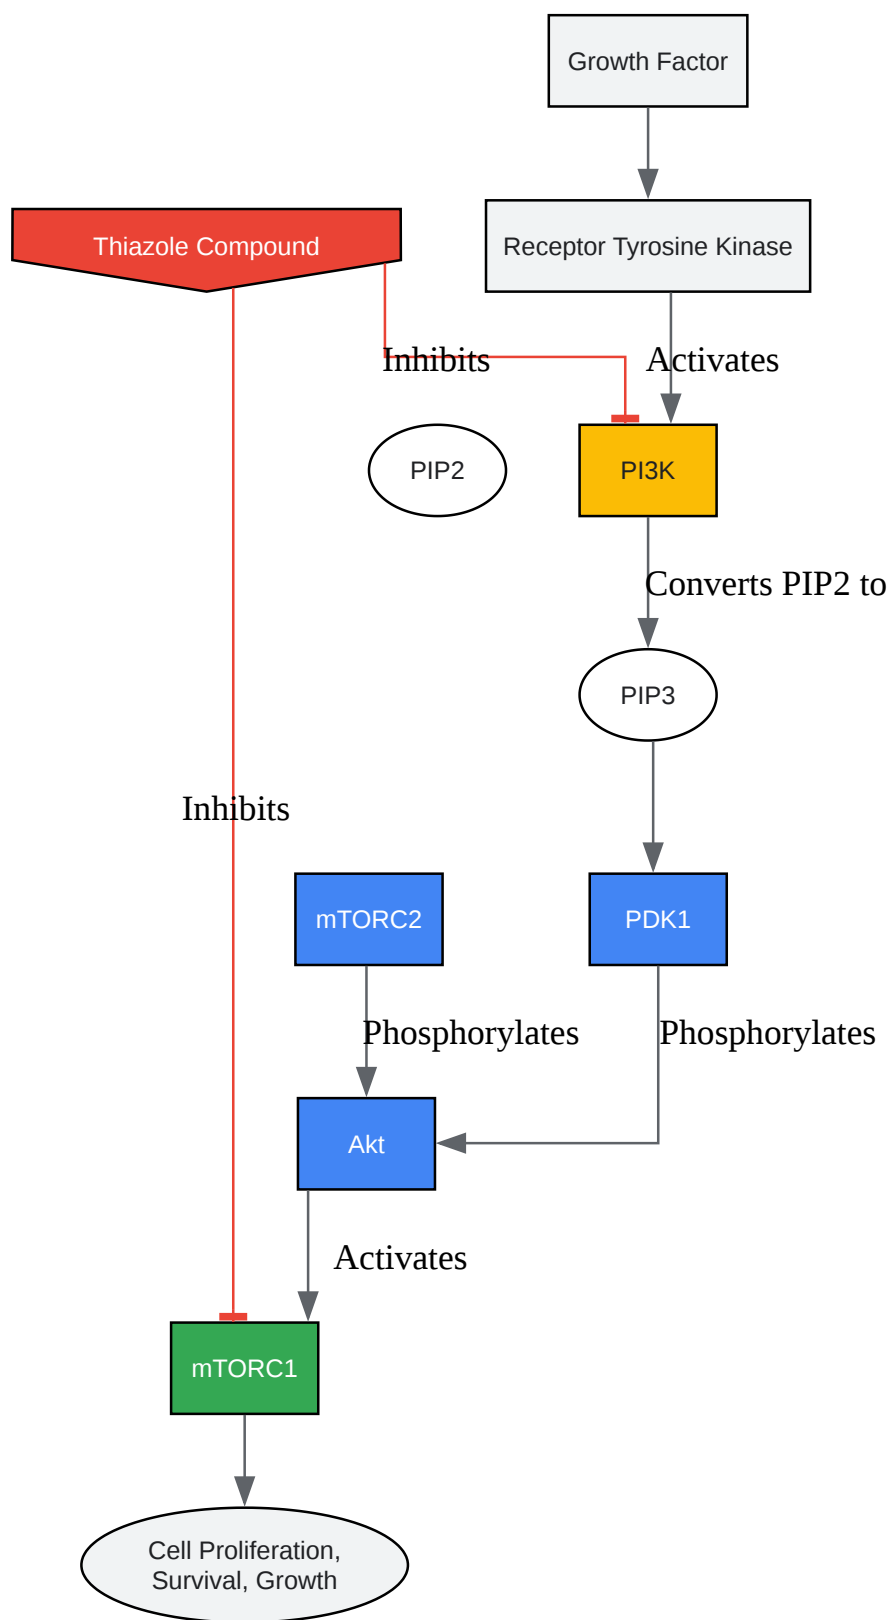 Growth Factor
Thiazole Compound
Receptor Tyrosine Kinase
Inhibits
Activates
PIP2
PI3K
Converts PIP2 to
PIP3
Inhibits
mTORC2
PDK1
Phosphorylates
Phosphorylates
Akt
Activates
mTORC1
Cell Proliferation,
Survival, Growth